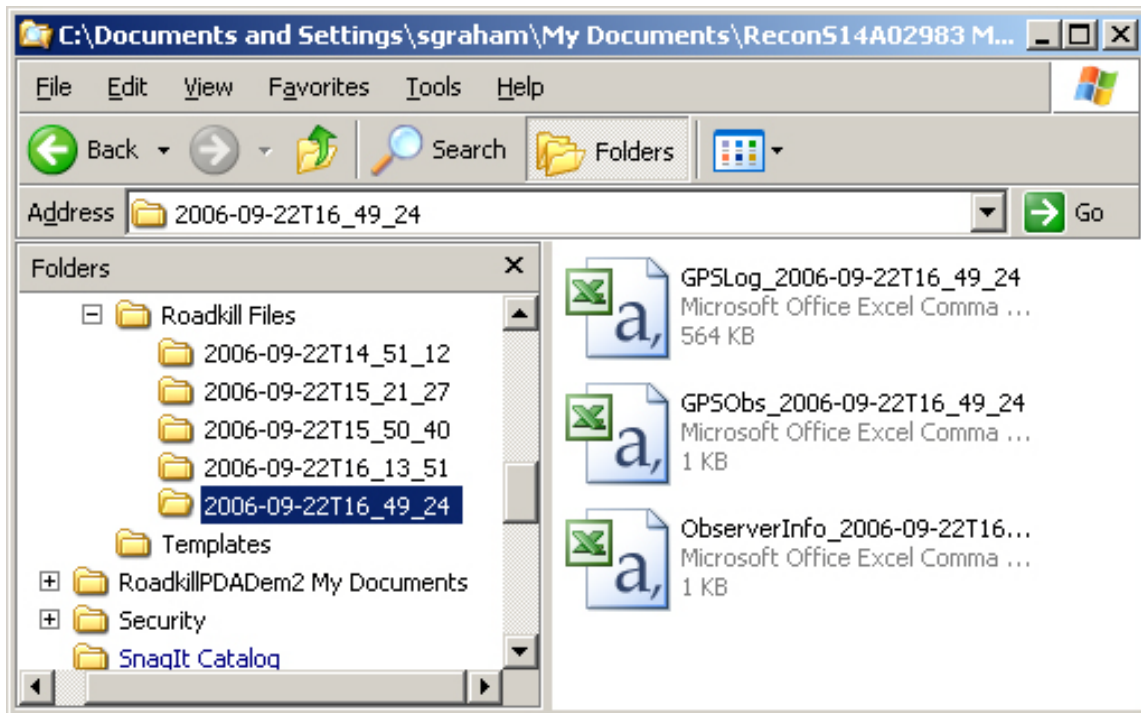 C:\Documents and Settings\sgraham\My Documents\ReconS14A02983 M...
File Edit View Favorites Tools Help
Back Search Folders
Address 2006-09-22T16_49_24 Go
Folders
Roadkill Files
2006-09-22T14_51_12
2006-09-22T15_21_27
2006-09-22T15_50_40
2006-09-22T16_13_51
2006-09-22T16_49_24
Templates
RoadkillPDADem2 My Documents
Security
SnagIt Catalog
GPSLog_2006-09-22T16_49_24
Microsoft Office Excel Comma ...
564 KB
GPSObs_2006-09-22T16_49_24
Microsoft Office Excel Comma ...
1 KB
ObserverInfo_2006-09-22T16...
Microsoft Office Excel Comma ...
1 KB